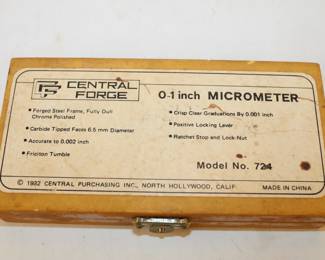 CENTRAL
FORGE
0-1 inch MICROMETER
• Forged Steel Frame, Fully Dull
Chrome Polished
• Carbide Tipped Faces 6.5 mm Diameter
• Accurate to 0.002 inch
• Friciton Tumble
• Crisp Clear Graduations By 0.001 inch
• Positive Locking Lever
• Ratchet Stop and Lock-Nut
Model No. 724
© 1982 CENTRAL PURCHASING INC., NORTH HOLLYWOOD, CALIF.
MADE IN CHINA